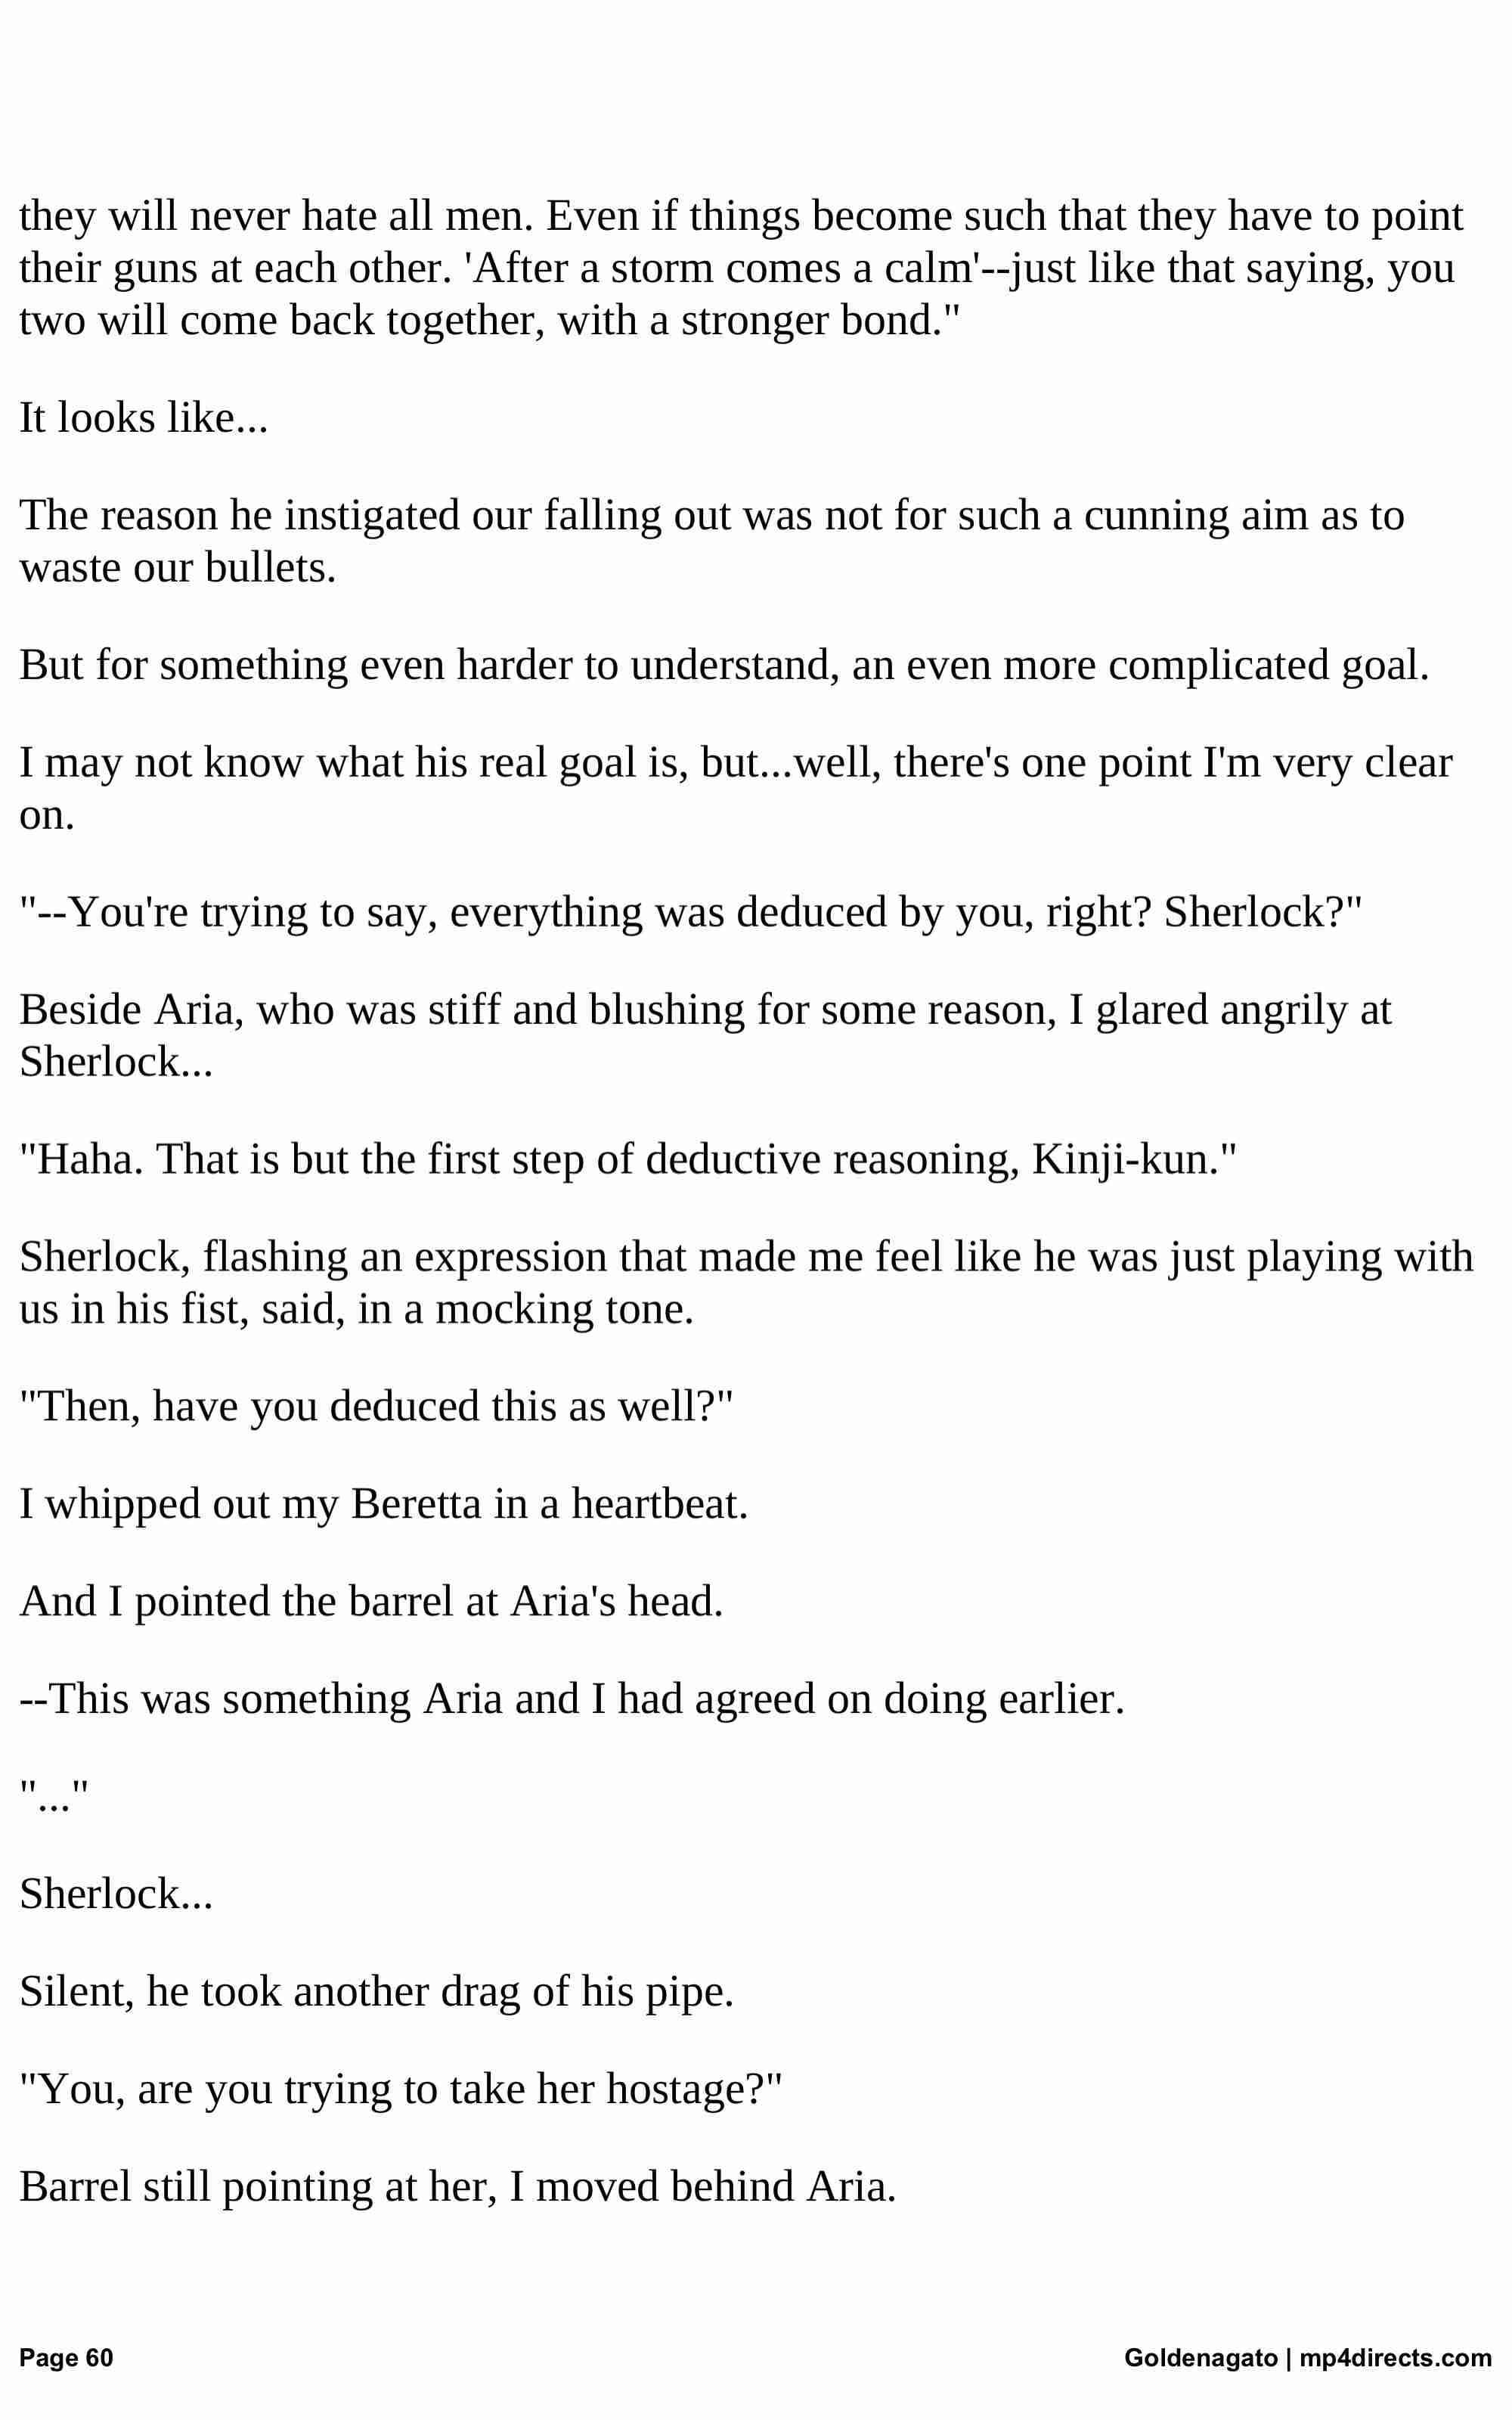 they will never hate all men. Even if things become such that they have to point
their guns at each other. 'After a storm comes a calm'--just like that saying, you
two will come back together, with a stronger bond."
It looks like...
The reason he instigated our falling out was not for such a cunning aim as to
waste our bullets.
But for something even harder to understand, an even more complicated goal.
I may not know what his real goal is, but...well, there's one point I'm very clear
on.
"--You're trying to say, everything was deduced by you, right? Sherlock?"
Beside Aria, who was stiff and blushing for some reason, I glared angrily at
Sherlock...
"Haha. That is but the first step of deductive reasoning, Kinji-kun."
Sherlock, flashing an expression that made me feel like he was just playing with
us in his fist, said, in a mocking tone.
"Then, have you deduced this as well?"
I whipped out my Beretta in a heartbeat.
And I pointed the barrel at Aria's head.
--This was something Aria and I had agreed on doing earlier.
"..."
Sherlock...
Silent, he took another drag of his pipe.
"You, are you trying to take her hostage?"
Barrel still pointing at her, I moved behind Aria.
Page 60
Goldenagato | mp4directs.com